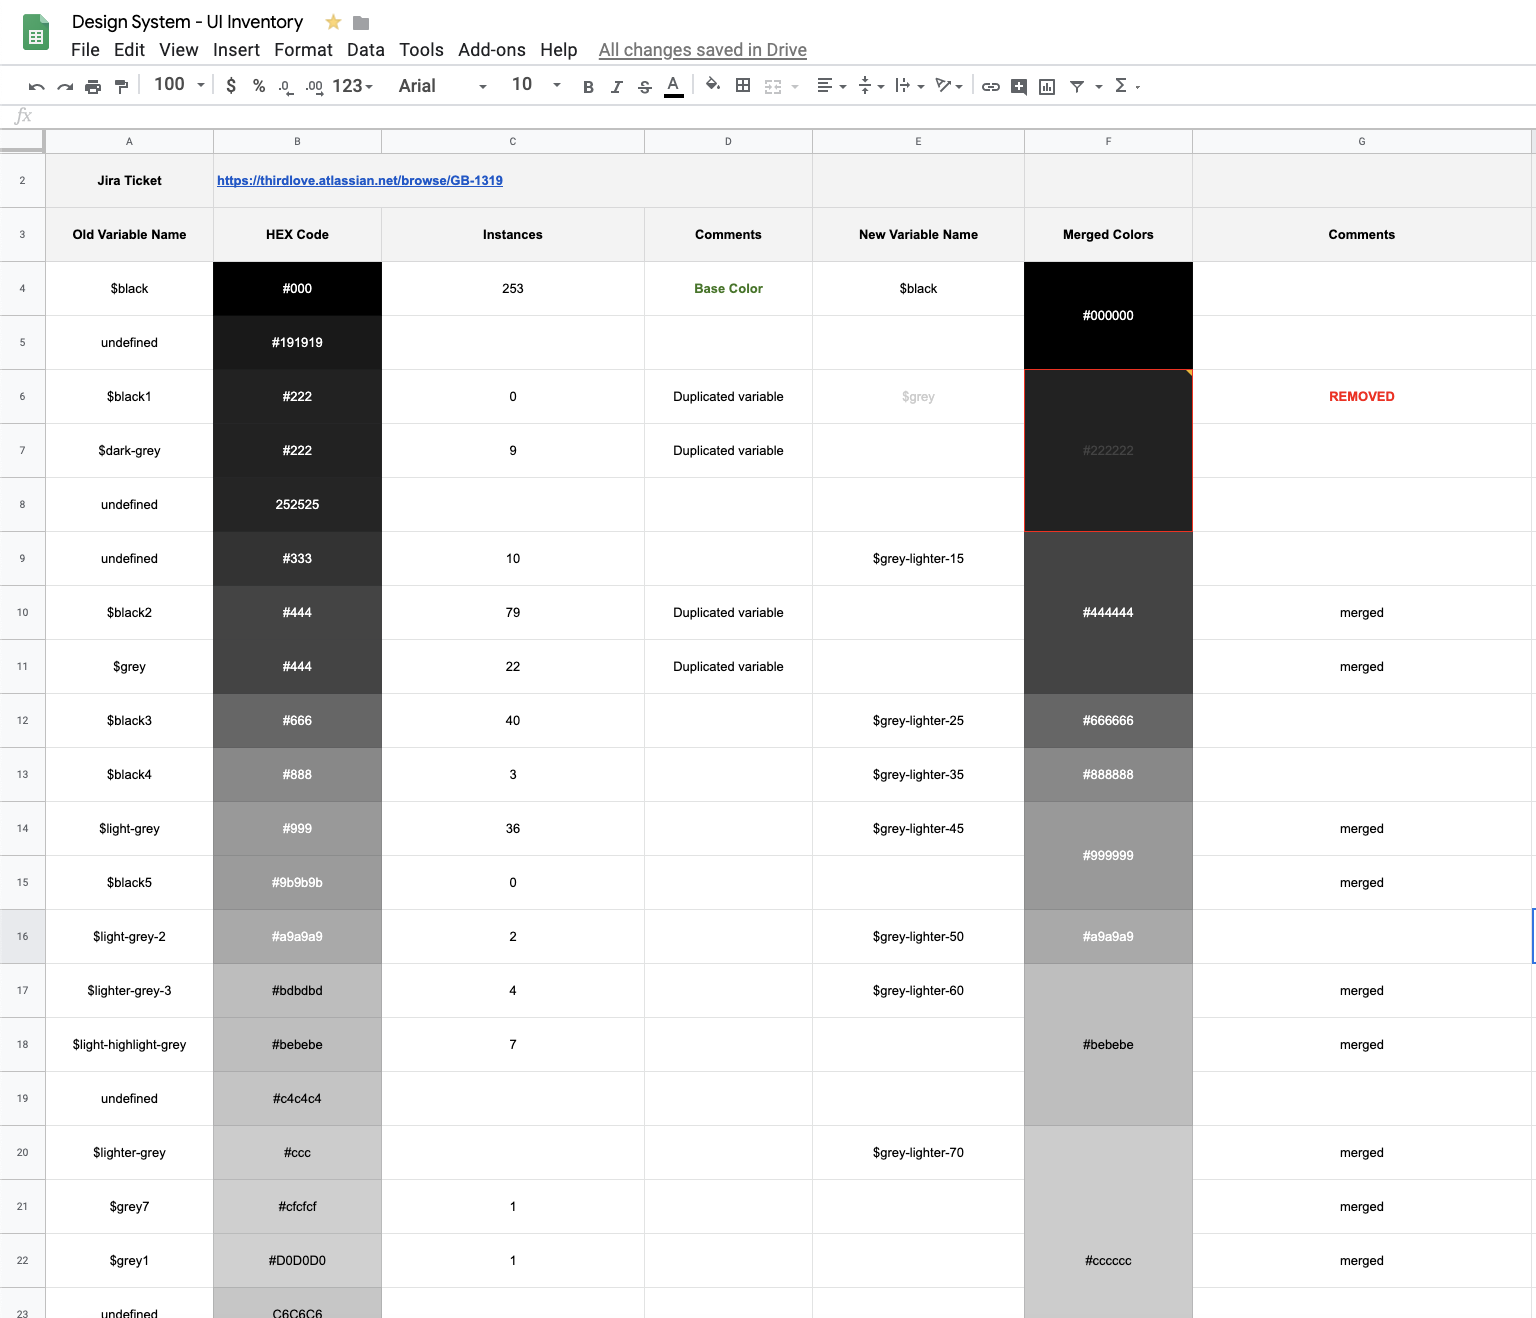 Design System - UI Inventory
File Edit View Insert Format Data Tools Add-ons Help All changes saved in Drive
100 $ % .0 .00 123 Arial 10 B I S A Σ
fx
A B C D E F G
2 Jira Ticket https://thirdlove.atlassian.net/browse/GB-1319
3 Old Variable Name HEX Code Instances Comments New Variable Name Merged Colors Comments
4 $black #000 253 Base Color $black
#000000
5 undefined #191919
6 $black1 #222 0 Duplicated variable $grey REMOVED
7 $dark-grey #222 9 Duplicated variable #222222
8 undefined 252525
9 undefined #333 10 $grey-lighter-15
10 $black2 #444 79 Duplicated variable #444444 merged
11 $grey #444 22 Duplicated variable merged
12 $black3 #666 40 $grey-lighter-25 #666666
13 $black4 #888 3 $grey-lighter-35 #888888
14 $light-grey #999 36 $grey-lighter-45 merged
#999999
15 $black5 #9b9b9b 0 merged
16 $light-grey-2 #a9a9a9 2 $grey-lighter-50 #a9a9a9
17 $lighter-grey-3 #bdbdbd 4 $grey-lighter-60 merged
18 $light-highlight-grey #bebebe 7 #bebebe merged
19 undefined #c4c4c4
20 $lighter-grey #ccc $grey-lighter-70 merged
21 $grey7 #cfcfcf 1 merged
22 $grey1 #D0D0D0 1 #cccccc merged
23 undefined C6C6C6